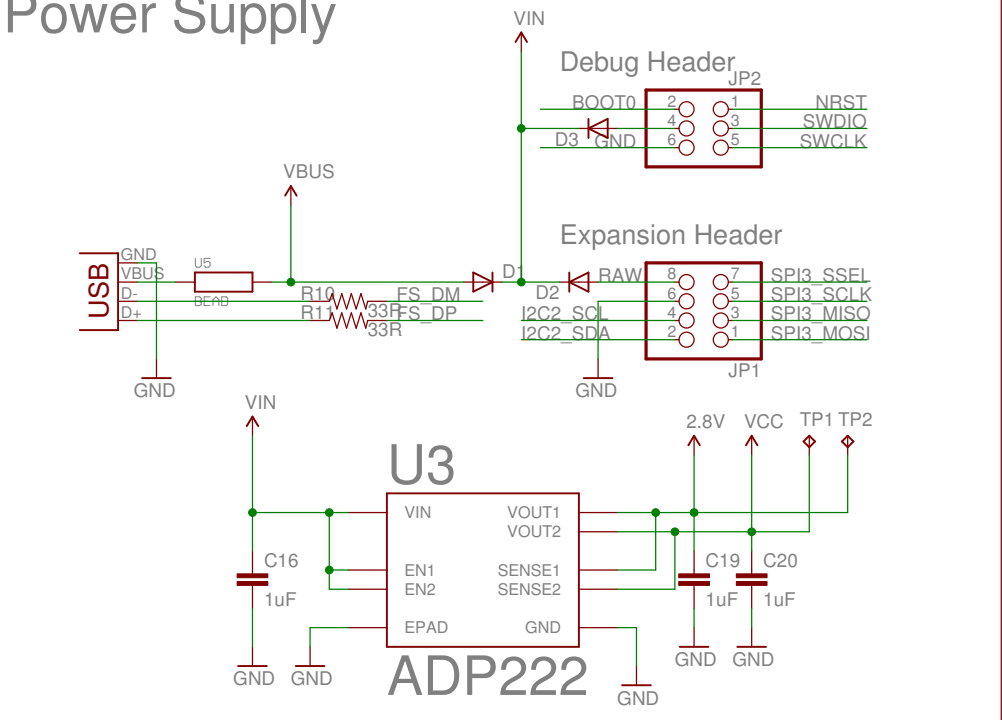 Power Supply
VIN
Debug Header
JP2
BOOT0 2 1 NRST
4 3 SWDIO
D3 GND 6 5 SWCLK
VBUS
Expansion Header
USB
GND
VBUS
D-
D+
U5
BEAD
R10 33R FS_DM
R11 33R FS_DP
D1
D2
RAW 8 7 SPI3_SSEL
6 5 SPI3_SCLK
I2C2_SCL 4 3 SPI3_MISO
I2C2_SDA 2 1 SPI3_MOSI
JP1
GND
GND
VIN
2.8V VCC TP1 TP2
U3
VIN VOUT1
VOUT2
EN1 SENSE1
EN2 SENSE2
EPAD GND
ADP222
C16
1uF
C19
1uF
C20
1uF
GND GND
GND
GND GND